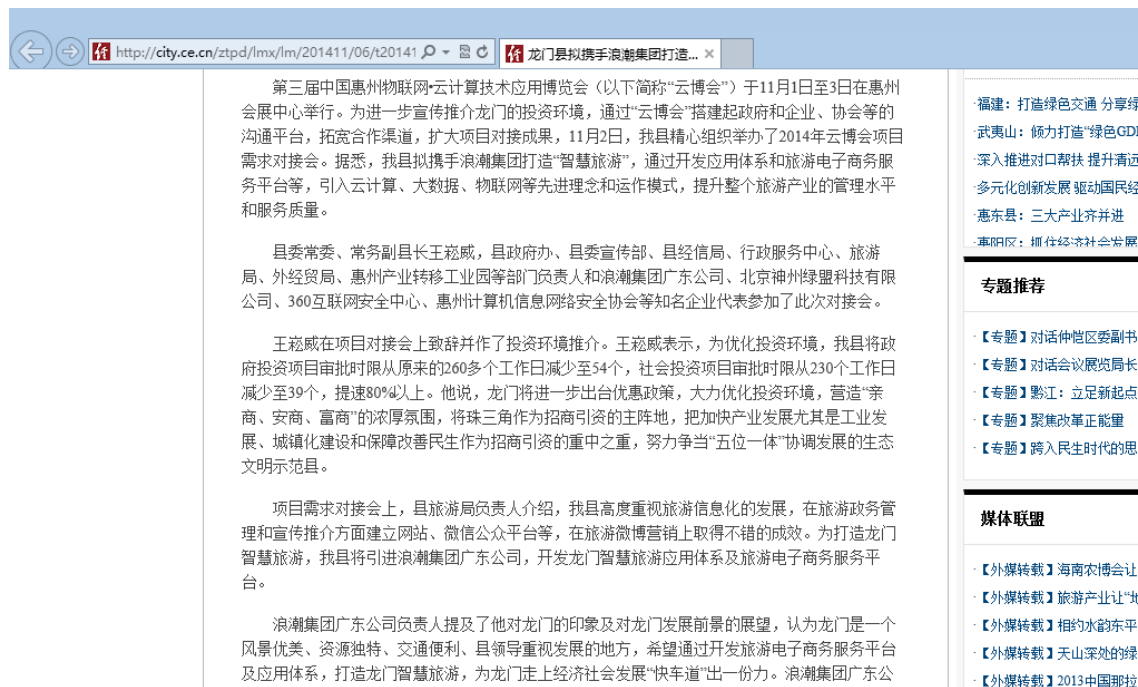 http://city.ce.cn/ztpd/lmx/lm/201411/06/t20141
龙门县拟携手浪潮集团打造...
第三届中国惠州物联网•云计算技术应用博览会（以下简称“云博会”）于11月1日至3日在惠州
会展中心举行。为进一步宣传推介龙门的投资环境，通过“云博会”搭建起政府和企业、协会等的
沟通平台，拓宽合作渠道，扩大项目对接成果，11月2日，我县精心组织举办了2014年云博会项目
需求对接会。据悉，我县拟携手浪潮集团打造“智慧旅游”，通过开发应用体系和旅游电子商务服
务平台等，引入云计算、大数据、物联网等先进理念和运作模式，提升整个旅游产业的管理水平
和服务质量。
县委常委、常务副县长王崧威，县政府办、县委宣传部、县经信局、行政服务中心、旅游
局、外经贸局、惠州产业转移工业园等部门负责人和浪潮集团广东公司、北京神州绿盟科技有限
公司、360互联网安全中心、惠州计算机信息网络安全协会等知名企业代表参加了此次对接会。
王崧威在项目对接会上致辞并作了投资环境推介。王崧威表示，为优化投资环境，我县将政
府投资项目审批时限从原来的260多个工作日减少至54个，社会投资项目审批时限从230个工作日
减少至39个，提速80%以上。他说，龙门将进一步出台优惠政策，大力优化投资环境，营造“亲
商、安商、富商”的浓厚氛围，将珠三角作为招商引资的主阵地，把加快产业发展尤其是工业发
展、城镇化建设和保障改善民生作为招商引资的重中之重，努力争当“五位一体”协调发展的生态
文明示范县。
项目需求对接会上，县旅游局负责人介绍，我县高度重视旅游信息化的发展，在旅游政务管
理和宣传推介方面建立网站、微信公众平台等，在旅游微博营销上取得不错的成效。为打造龙门
智慧旅游，我县将引进浪潮集团广东公司，开发龙门智慧旅游应用体系及旅游电子商务服务平
台。
浪潮集团广东公司负责人提及了他对龙门的印象及对龙门发展前景的展望，认为龙门是一个
风景优美、资源独特、交通便利、县领导重视发展的地方，希望通过开发旅游电子商务服务平台
及应用体系，打造龙门智慧旅游，为龙门走上经济社会发展“快车道”出一份力。浪潮集团广东公
·福建：打造绿色交通 分享绿
·武夷山：倾力打造“绿色GDP
·深入推进对口帮扶 提升清远
·多元化创新发展 驱动国民经
·惠东县：三大产业齐并进
·惠阳区：抓住经济社会发展
专题推荐
·【专题】对话仲恺区委副书
·【专题】对话会议展览局长
·【专题】黔江：立足新起点
·【专题】聚焦改革正能量
·【专题】跨入民生时代的思
媒体联盟
·【外媒转载】海南农博会让
·【外媒转载】旅游产业让“地
·【外媒转载】相约水韵东平
·【外媒转载】天山深处的绿
·【外媒转载】2013中国那拉